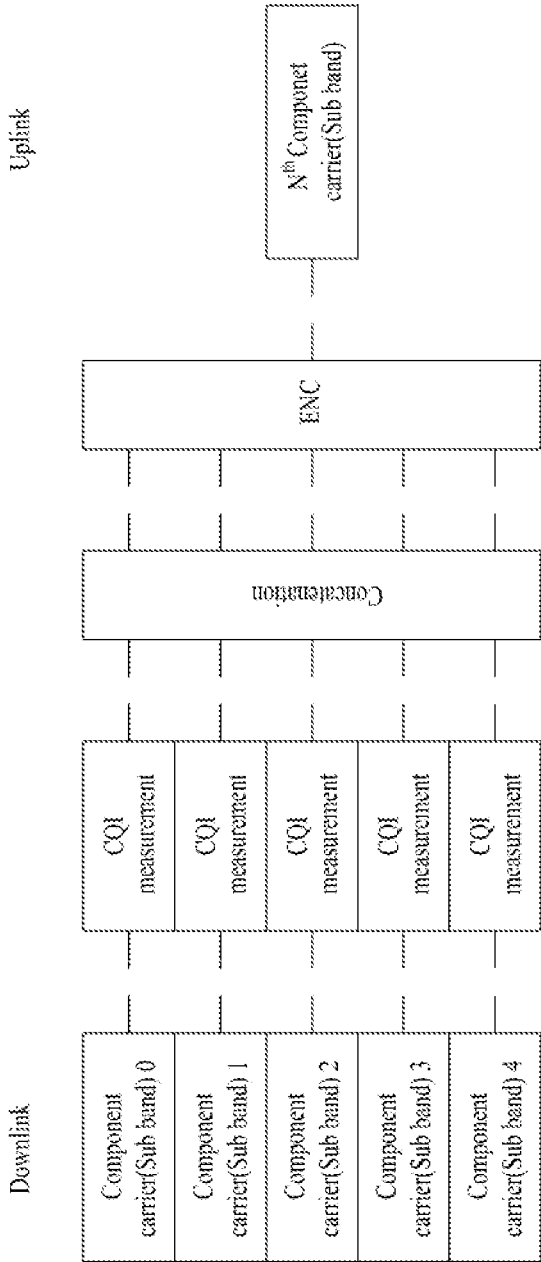 Downlink
Uplink
Component
carrier(Sub band) 0
Component
carrier(Sub band) 1
Component
carrier(Sub band) 2
Component
carrier(Sub band) 3
Component
carrier(Sub band) 4
CQI
measurement
CQI
measurement
CQI
measurement
CQI
measurement
CQI
measurement
Concatenation
ENC
Nth Componet
carrier(Sub band)